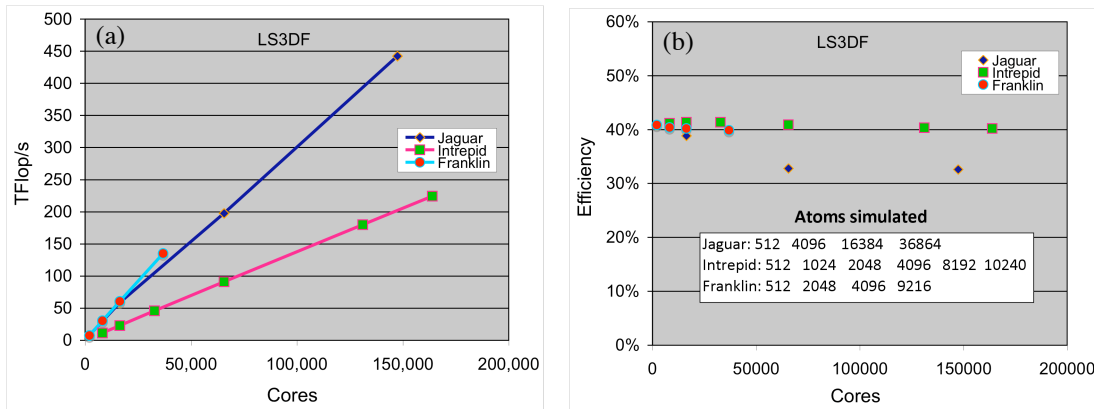 (a)
LS3DF
500
450
400
350
300
250
200
150
100
50
0
TFlop/s
Jaguar
Intrepid
Franklin
0 50,000 100,000 150,000 200,000
Cores
(b)
LS3DF
60%
50%
40%
30%
20%
10%
0%
Efficiency
Jaguar
Intrepid
Franklin
Atoms simulated
Jaguar: 512 4096 16384 36864
Intrepid: 512 1024 2048 4096 8192 10240
Franklin: 512 2048 4096 9216
0 50000 100000 150000 200000
Cores